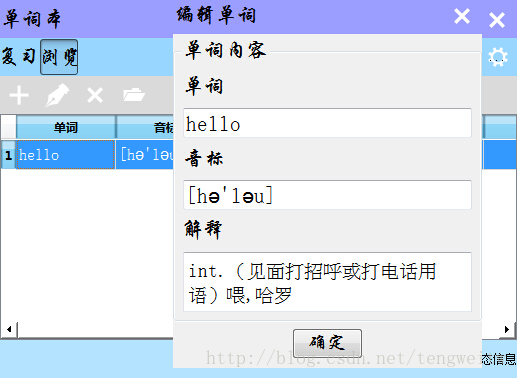 单词本
编辑单词
复习 浏览
单词内容
单词
hello
音标
[hə'ləu]
解释
int.（见面打招呼或打电话用
语）喂,哈罗
确定
单词 音标
1 hello [hə'ləu
http://blog.csdn.net/tengwei
态信息